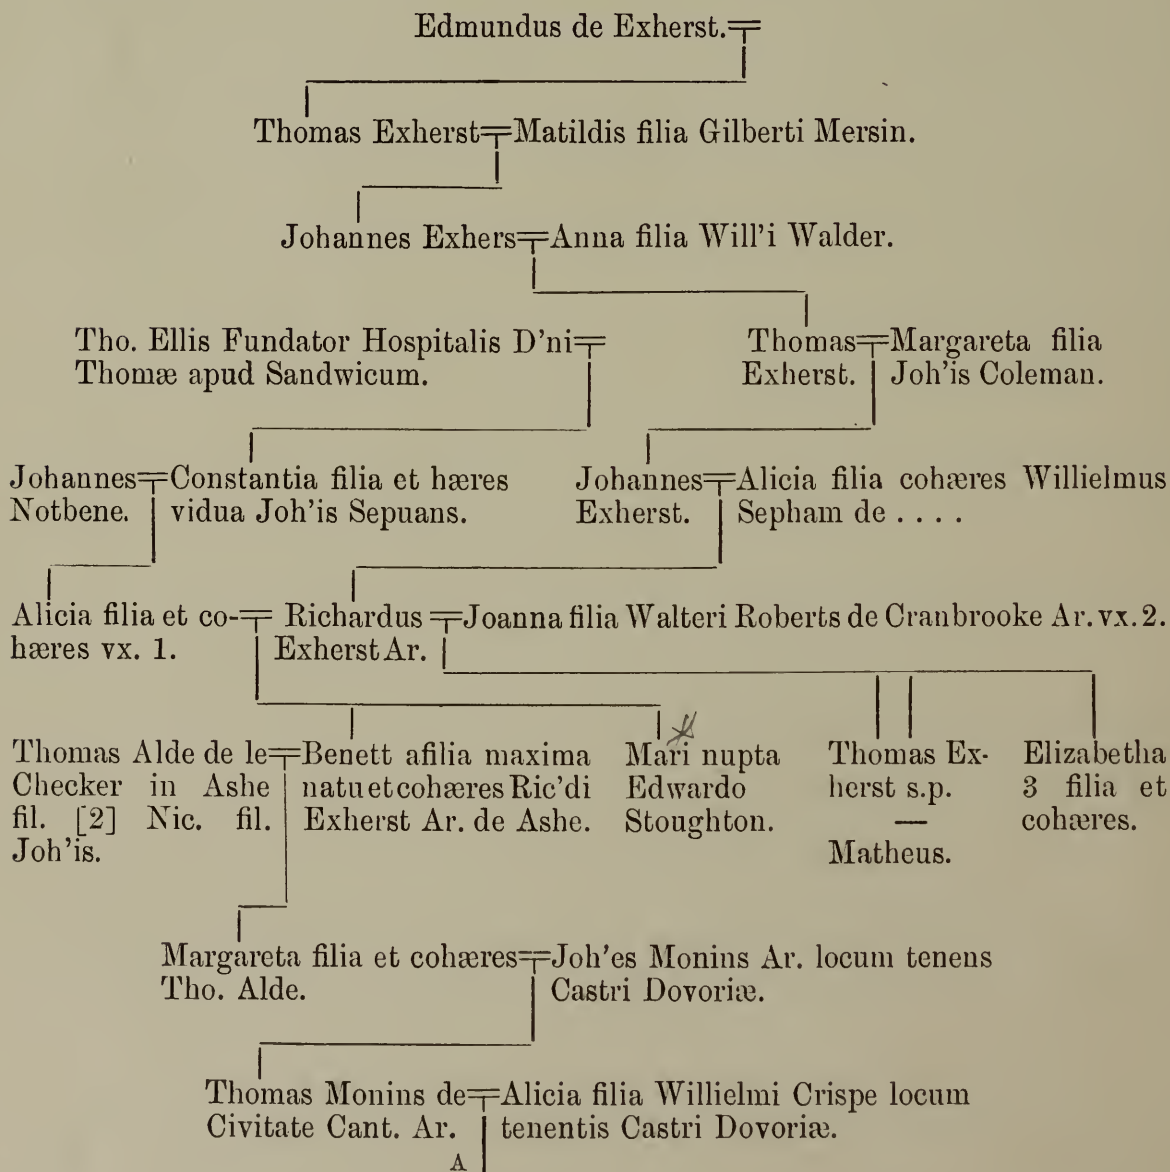 Edmundus de Exherst.
Thomas Exherst Matildis filia Gilberti Mersin.
Johannes Exhers Anna filia Will'i Walder.
Tho. Ellis Fundator Hospitalis D'ni
Thomæ apud Sandwicum.
Thomas
Exherst.
Margareta filia
Joh'is Coleman.
Johannes
Notbene.
Constantia filia et hæres
vidua Joh'is Sepuans.
Johannes
Exherst.
Alicia filia cohæres Willielmus
Sepham de . . . .
Alicia filia et co-
hæres vx. 1.
Richardus
Exherst Ar.
Joanna filia Walteri Roberts de Cranbrooke Ar. vx. 2.
Thomas Alde de le
Checker in Ashe
fil. [2] Nic. fil.
Joh'is.
Benett afilia maxima
natu et cohæres Ric'di
Exherst Ar. de Ashe.
Mari nupta
Edwardo
Stoughton.
Thomas Ex-
herst s.p.
—
Matheus.
Elizabetha
3 filia et
cohæres.
Margareta filia et cohæres
Tho. Alde.
Joh'es Monins Ar. locum tenens
Castri Dovoriæ.
Thomas Monins de
Civitate Cant. Ar.
Alicia filia Willielmi Crispe locum
tenentis Castri Dovoriæ.
A